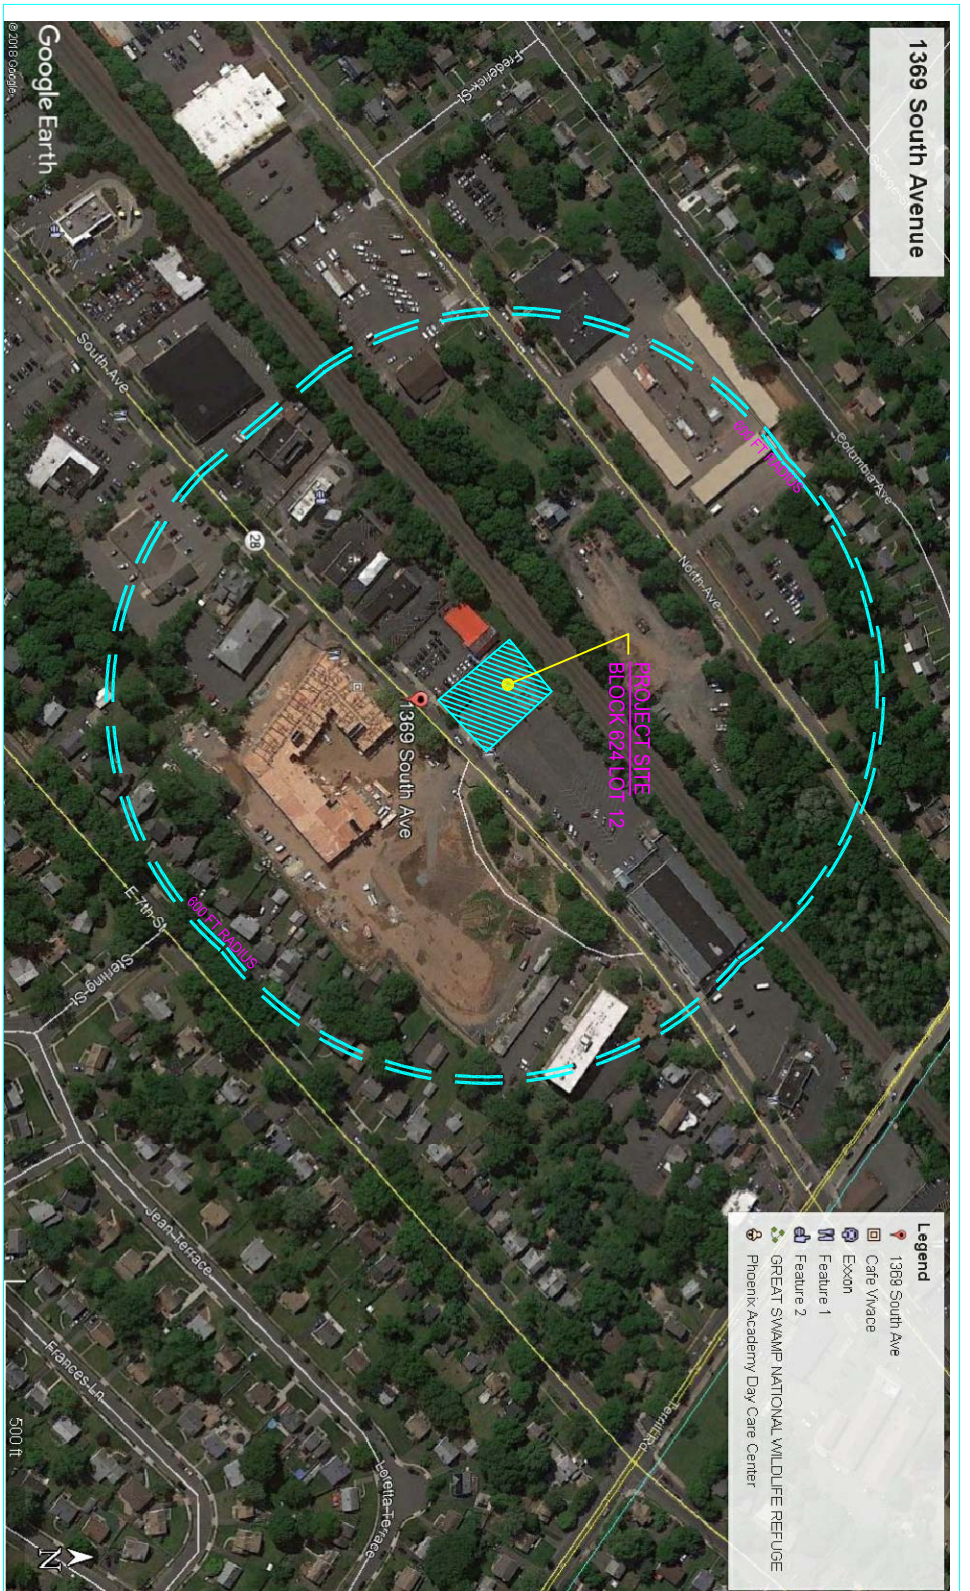 1369 South Avenue
Legend
1369 South Ave
Cafe Vivace
Exxon
Feature 1
Feature 2
GREAT SWAMP NATIONAL WILDLIFE REFUGE
Phoenix Academy Day Care Center
Columbia Ave
600 FT RADIUS
Frederick St
North Ave
PROJECT SITE
BLOCK 624 LOT 12
Terrill Rd
1369 South Ave
28
South Ave
600 FT RADIUS
E 7th St
Sterling St
Jean Terrace
Loretta Terrace
Frances Ln
Google Earth
© 2018 Google
500 ft
N